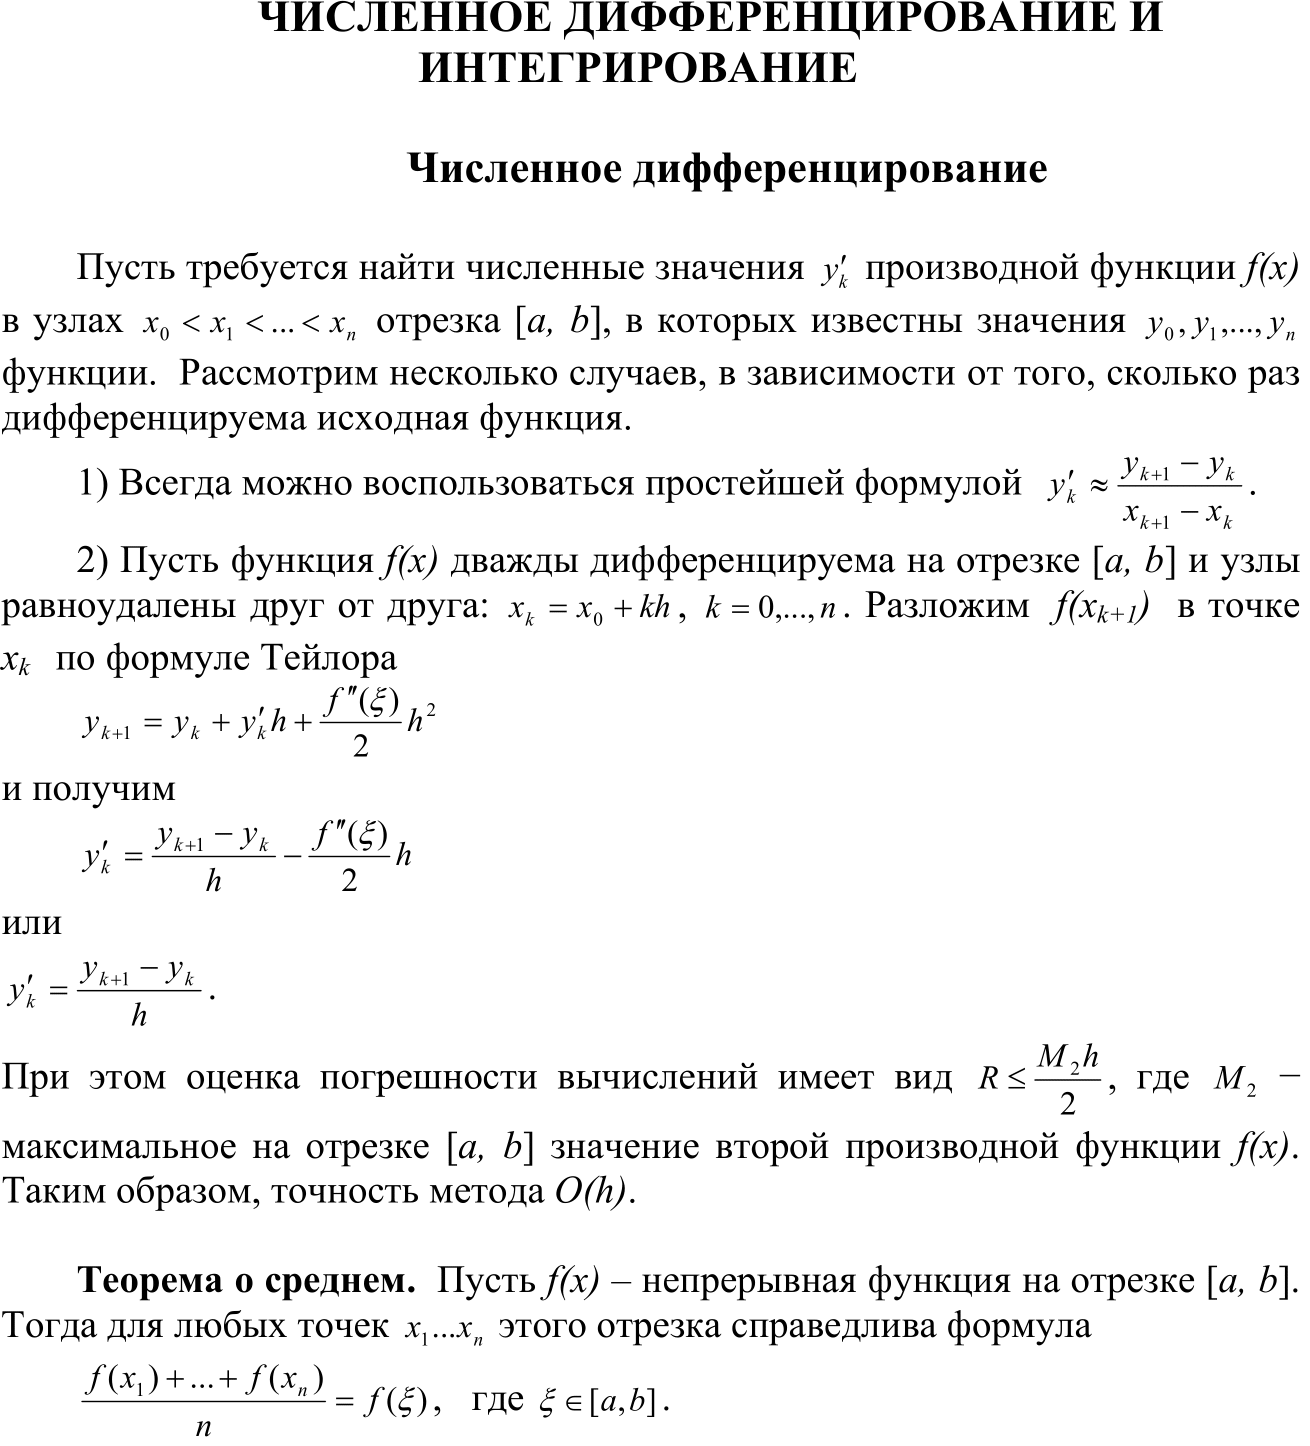 ЧИСЛЕННОЕ ДИФФЕРЕНЦИРОВАНИЕ И
ИНТЕГРИРОВАНИЕ
Численное дифференцирование
Пусть требуется найти численные значения y′_k производной функции f(x)
в узлах x_0 < x_1 < ... < x_n отрезка [a, b], в которых известны значения y_0, y_1,..., y_n
функции. Рассмотрим несколько случаев, в зависимости от того, сколько раз
дифференцируема исходная функция.
1) Всегда можно воспользоваться простейшей формулой y′_k ≈ (y_{k+1} − y_k)/(x_{k+1} − x_k).
2) Пусть функция f(x) дважды дифференцируема на отрезке [a, b] и узлы
равноудалены друг от друга: x_k = x_0 + kh, k = 0,..., n. Разложим f(x_{k+1}) в точке
x_k по формуле Тейлора
y_{k+1} = y_k + y′_k h + (f″(ξ)/2) h^2
и получим
y′_k = (y_{k+1} − y_k)/h − (f″(ξ)/2) h
или
y′_k = (y_{k+1} − y_k)/h.
При этом оценка погрешности вычислений имеет вид R ≤ (M_2 h)/2, где M_2 –
максимальное на отрезке [a, b] значение второй производной функции f(x).
Таким образом, точность метода O(h).
Теорема о среднем. Пусть f(x) – непрерывная функция на отрезке [a, b].
Тогда для любых точек x_1...x_n этого отрезка справедлива формула
(f(x_1) + ... + f(x_n))/n = f(ξ), где ξ ∈ [a, b].